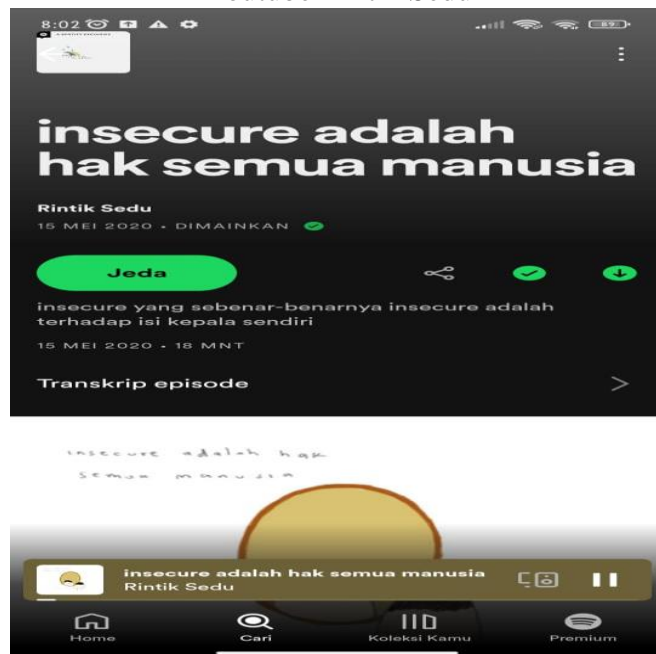 8:02
89
insecure adalah
hak semua manusia
Rintik Sedu
15 MEI 2020 • DIMAINKAN
Jeda
insecure yang sebenar-benarnya insecure adalah
terhadap isi kepala sendiri
15 MEI 2020 • 18 MNT
Transkrip episode
insecure adalah hak
semua manusia
insecure adalah hak semua manusia
Rintik Sedu
Home
Cari
Koleksi Kamu
Premium